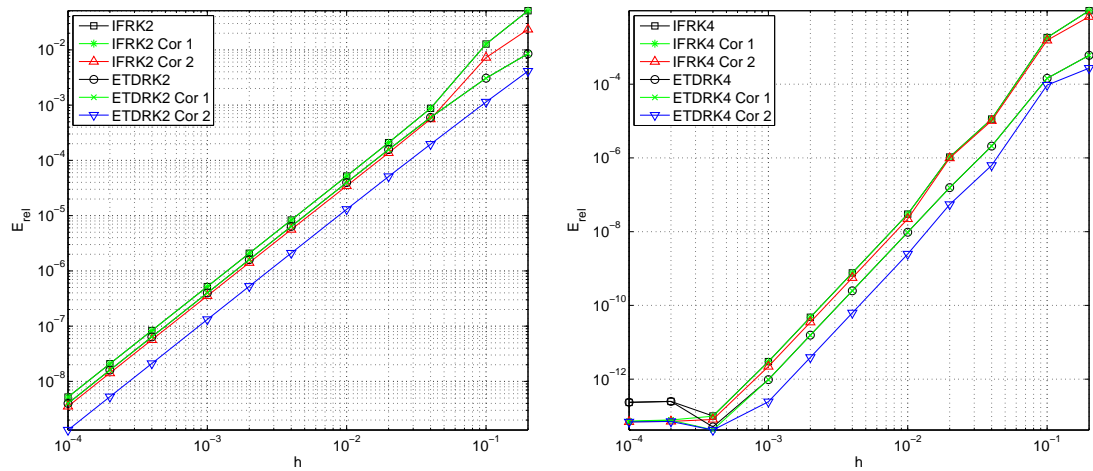 IFRK2
IFRK2 Cor 1
IFRK2 Cor 2
ETDRK2
ETDRK2 Cor 1
ETDRK2 Cor 2
10^−2
10^−3
10^−4
10^−5
10^−6
10^−7
10^−8
E_rel
10^−4
10^−3
10^−2
10^−1
h
IFRK4
IFRK4 Cor 1
IFRK4 Cor 2
ETDRK4
ETDRK4 Cor 1
ETDRK4 Cor 2
10^−4
10^−6
10^−8
10^−10
10^−12
E_rel
10^−4
10^−3
10^−2
10^−1
h